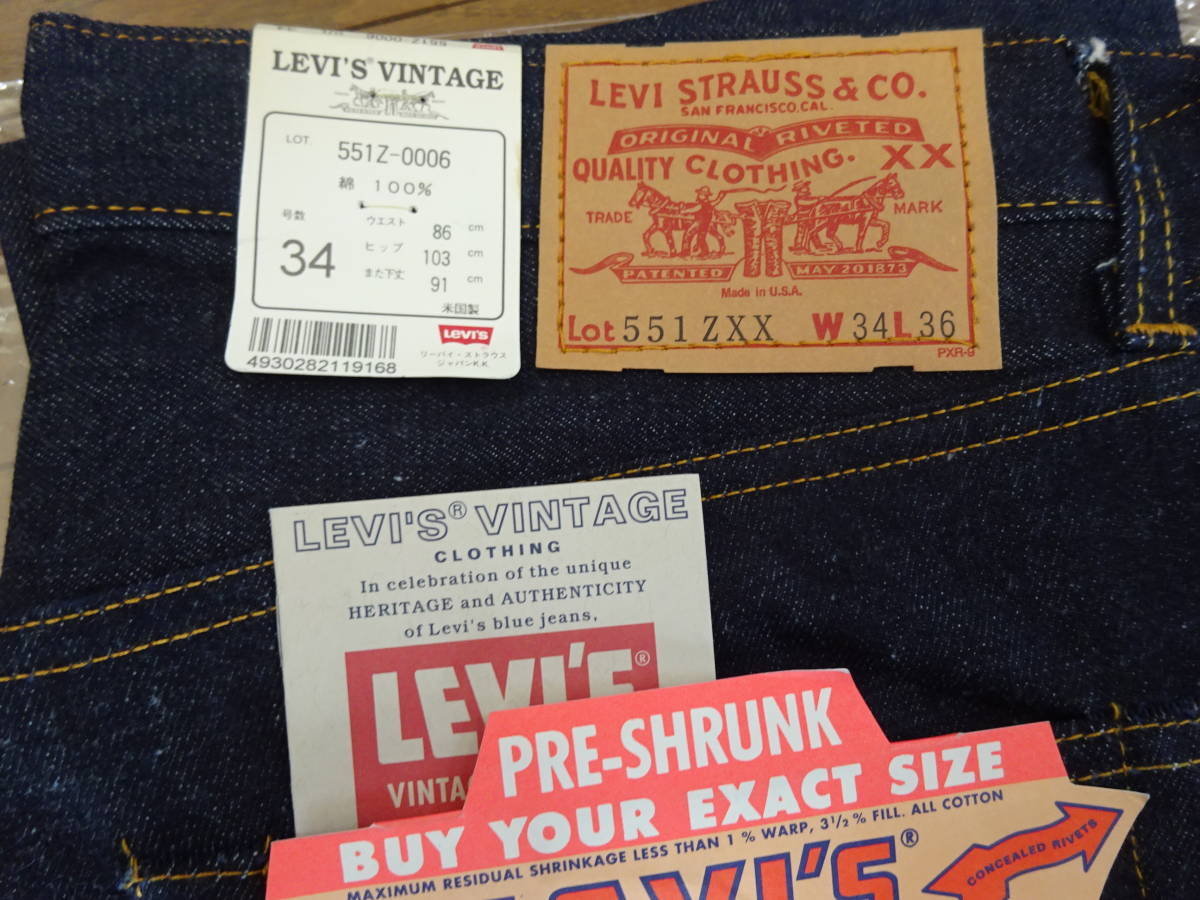 LEVI'S® VINTAGE
LOT 551Z-0006
綿 100%
号数 34
ウエスト 86 cm
ヒップ 103 cm
また下丈 91 cm
米国製
LEVI'S
リーバイ・ストラウス
ジャパンK.K
4930282119168
LEVI STRAUSS & CO.
SAN FRANCISCO, CAL.
ORIGINAL RIVETED
QUALITY CLOTHING. XX
TRADE MARK
PATENTED MAY 20 1873
Made in U.S.A.
Lot 551 ZXX W 34 L 36
PXR-9
LEVI'S® VINTAGE
CLOTHING
In celebration of the unique
HERITAGE and AUTHENTICITY
of Levi's blue jeans,
LEVI'S®
PRE-SHRUNK
BUY YOUR EXACT SIZE
MAXIMUM RESIDUAL SHRINKAGE LESS THAN 1 % WARP, 3½ % FILL. ALL COTTON
LEVI'S®
CONCEALED RIVETS